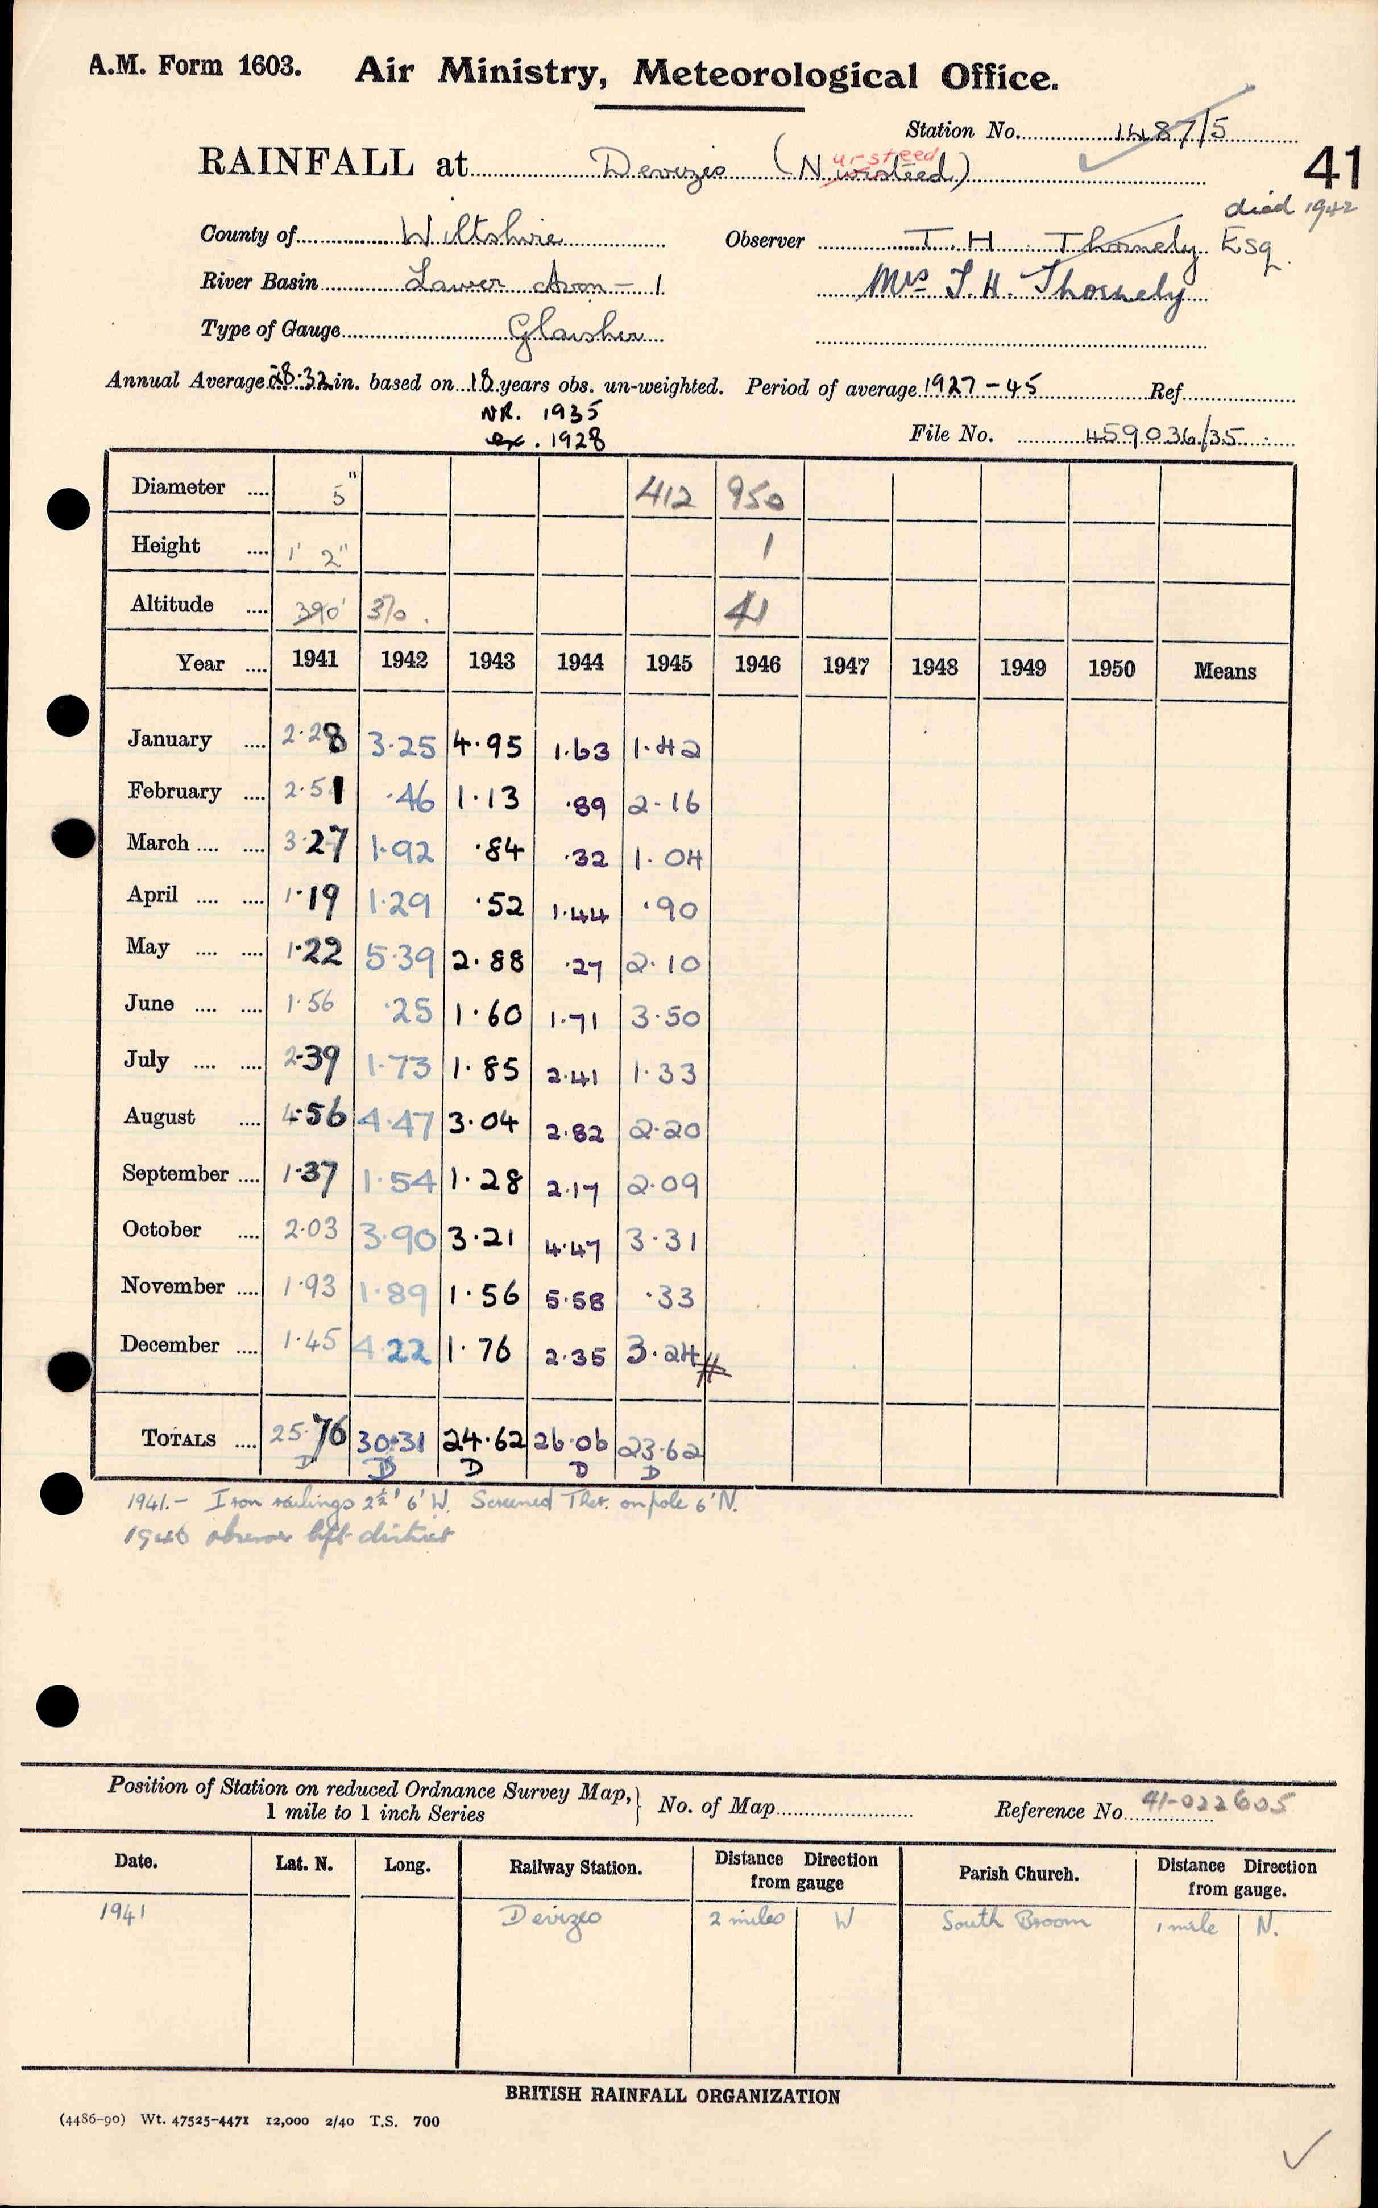 A.M. Form 1603. Air Ministry, Meteorological Office.
Station No. 1487/5
RAINFALL at Devizes (Nursteed)
41
died 1942
County of Wiltshire Observer T. H. Thornely Esq.
River Basin Lower Avon - 1 Mrs T. H. Thornely
Type of Gauge Glaisher
Annual Average 28.32 in. based on 18 years obs. un-weighted. Period of average 1927-45 Ref
NR. 1935
ex. 1928
File No. 459036/35
Diameter .... 5" 412 950
Height .... 1' 2" 1
Altitude .... 390' 370. 41
Year .... 1941 1942 1943 1944 1945 1946 1947 1948 1949 1950 Means
January .... 2.28 3.25 4.95 1.63 1.42
February .... 2.51 .46 1.13 .89 2.16
March .... .... 3.27 1.92 .84 .32 1.04
April .... .... 1.19 1.29 .52 1.44 .90
May .... .... 1.22 5.39 2.88 .27 2.10
June .... .... 1.56 .25 1.60 1.71 3.50
July .... .... 2.39 1.73 1.85 2.41 1.33
August .... 4.56 4.47 3.04 2.82 2.20
September .... 1.37 1.54 1.28 2.17 2.09
October .... 2.03 3.90 3.21 4.47 3.31
November .... 1.93 1.89 1.56 5.58 .33
December .... 1.45 4.22 1.76 2.35 3.24 #
TOTALS .... 25.76 30.31 24.62 26.06 23.62
D D D D D
1941.- Iron railings 2½' 6' W. Screened Ther. on pole 6' N.
1946 observer left district
Position of Station on reduced Ordnance Survey Map, } No. of Map Reference No 41-022605
1 mile to 1 inch Series
Date. Lat. N. Long. Railway Station. Distance Direction from gauge Parish Church. Distance Direction from gauge.
1941 Devizes 2 miles W South Broom 1 mile N.
BRITISH RAINFALL ORGANIZATION
(4486-90) Wt. 47525-4471 12,000 2/40 T.S. 700